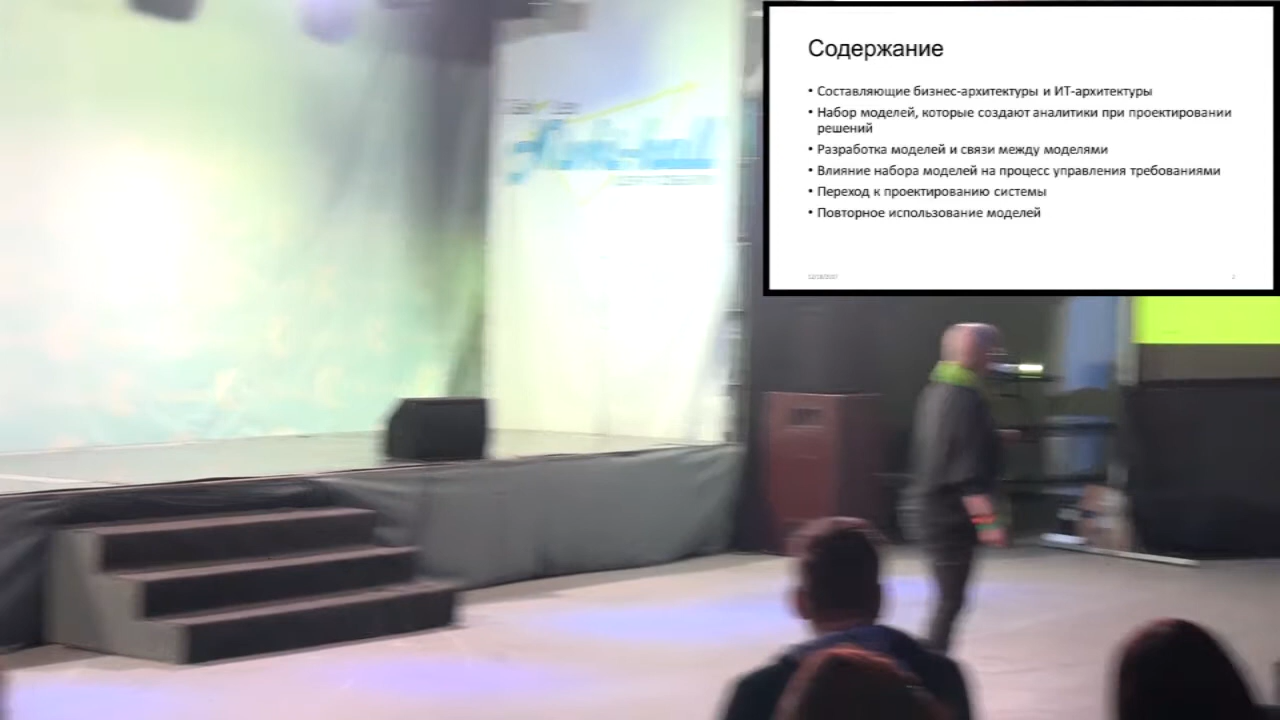 Содержание
• Составляющие бизнес-архитектуры и ИТ-архитектуры
• Набор моделей, которые создают аналитики при проектировании
решений
• Разработка моделей и связи между моделями
• Влияние набора моделей на процесс управления требованиями
• Переход к проектированию системы
• Повторное использование моделей
2